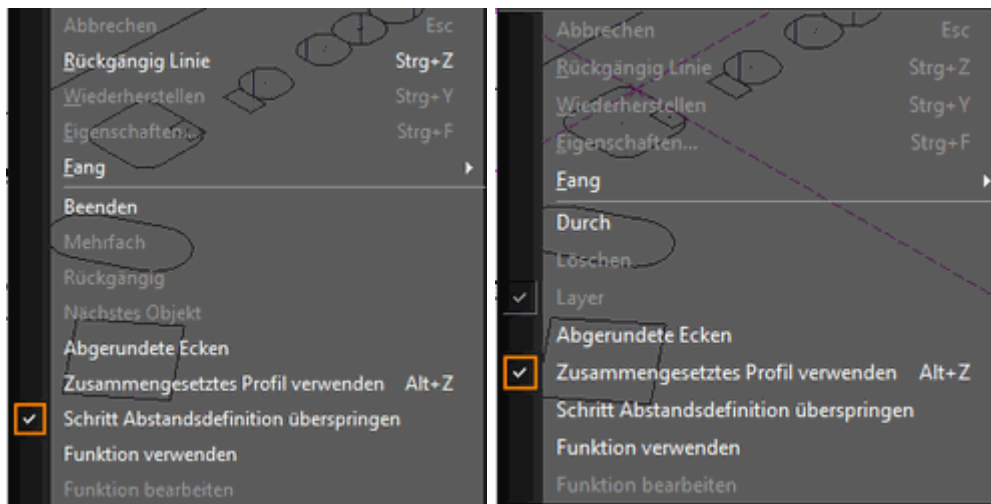 Abbrechen Esc
Rückgängig Linie Strg+Z
Wiederherstellen Strg+Y
Eigenschaften... Strg+F
Fang
Beenden
Mehrfach
Rückgängig
Nächstes Objekt
Abgerundete Ecken
Zusammengesetztes Profil verwenden Alt+Z
Schritt Abstandsdefinition überspringen
Funktion verwenden
Funktion bearbeiten
Abbrechen Esc
Rückgängig Linie Strg+Z
Wiederherstellen Strg+Y
Eigenschaften... Strg+F
Fang
Durch
Löschen
Layer
Abgerundete Ecken
Zusammengesetztes Profil verwenden Alt+Z
Schritt Abstandsdefinition überspringen
Funktion verwenden
Funktion bearbeiten